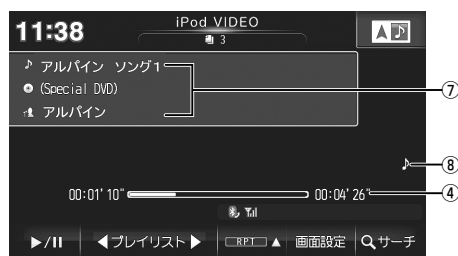 11:38
iPod VIDEO
3
A
アルパイン ソング1
(Special DVD)
アルパイン
⑦
⑧
00:01'10" 00:04'26" ④
▶/II ◀プレイリスト▶ RPT ▲ 画面設定 サーチ